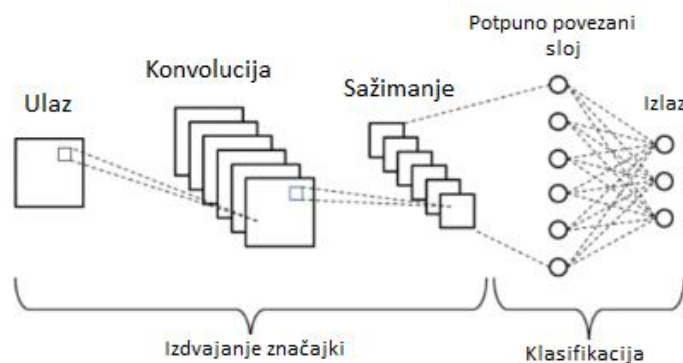 Ulaz
Konvolucija
Sažimanje
Potpuno povezani
sloj
Izlaz
Izdvajanje značajki
Klasifikacija